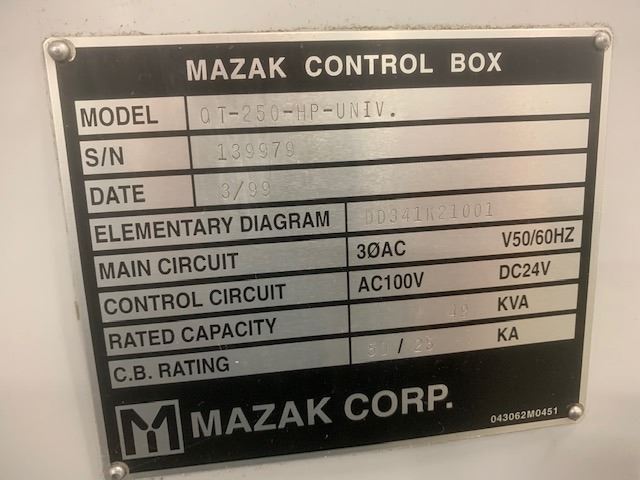 MAZAK CONTROL BOX
MODEL QT-250-HP-UNIV.
S/N 139979
DATE 3/99
ELEMENTARY DIAGRAM DD341K21001
MAIN CIRCUIT 3ØAC V50/60HZ
CONTROL CIRCUIT AC100V DC24V
RATED CAPACITY KVA
C.B. RATING / KA
M MAZAK CORP.
043062M0451